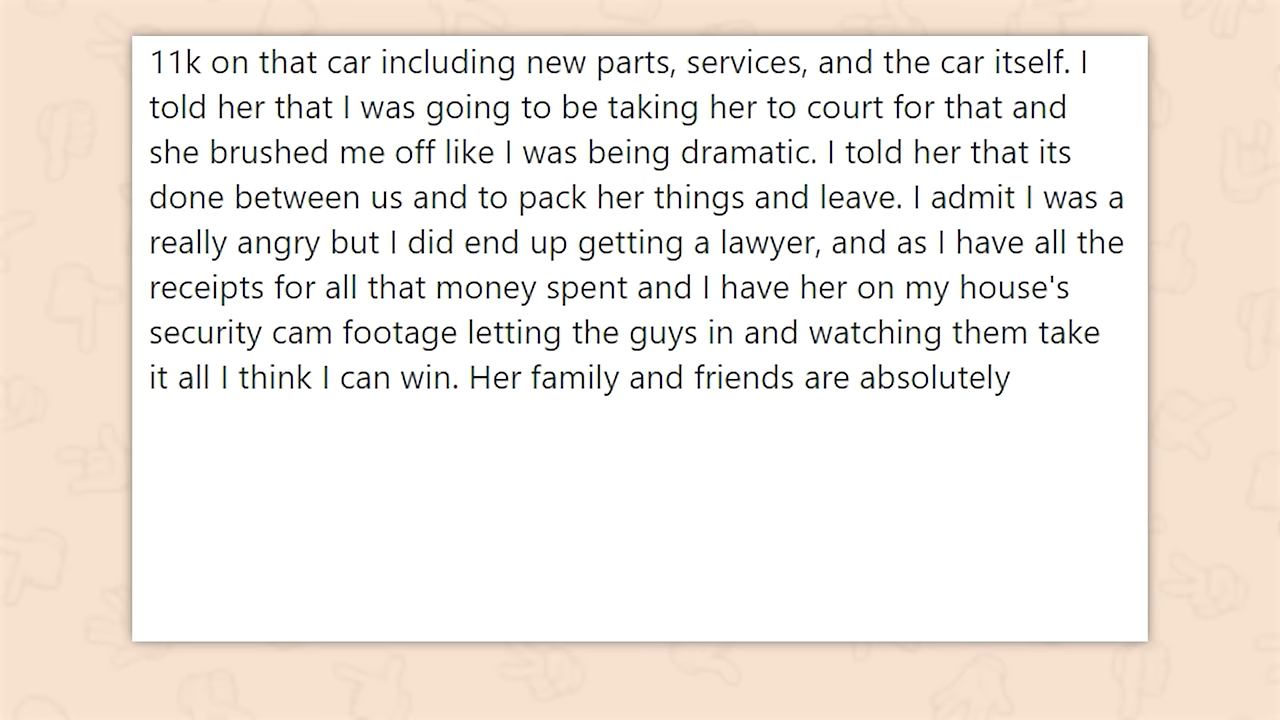 11k on that car including new parts, services, and the car itself. I
told her that I was going to be taking her to court for that and
she brushed me off like I was being dramatic. I told her that its
done between us and to pack her things and leave. I admit I was a
really angry but I did end up getting a lawyer, and as I have all the
receipts for all that money spent and I have her on my house's
security cam footage letting the guys in and watching them take
it all I think I can win. Her family and friends are absolutely